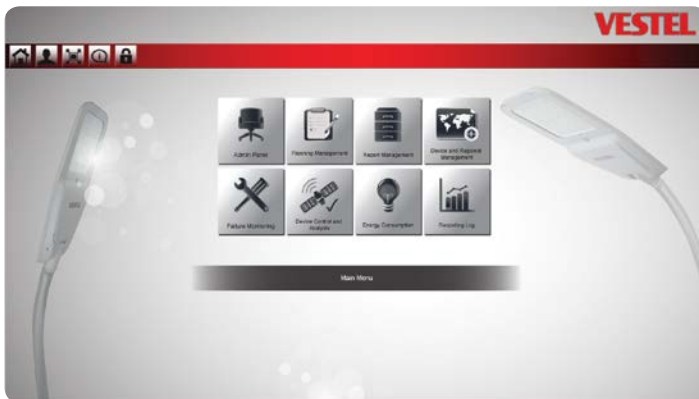 VESTEL
Admin Panel
Planning Management
Report Management
Device and Regional
Management
Failure Monitoring
Device Control and
Analysis
Energy Consumption
Recording Log
Main Menu